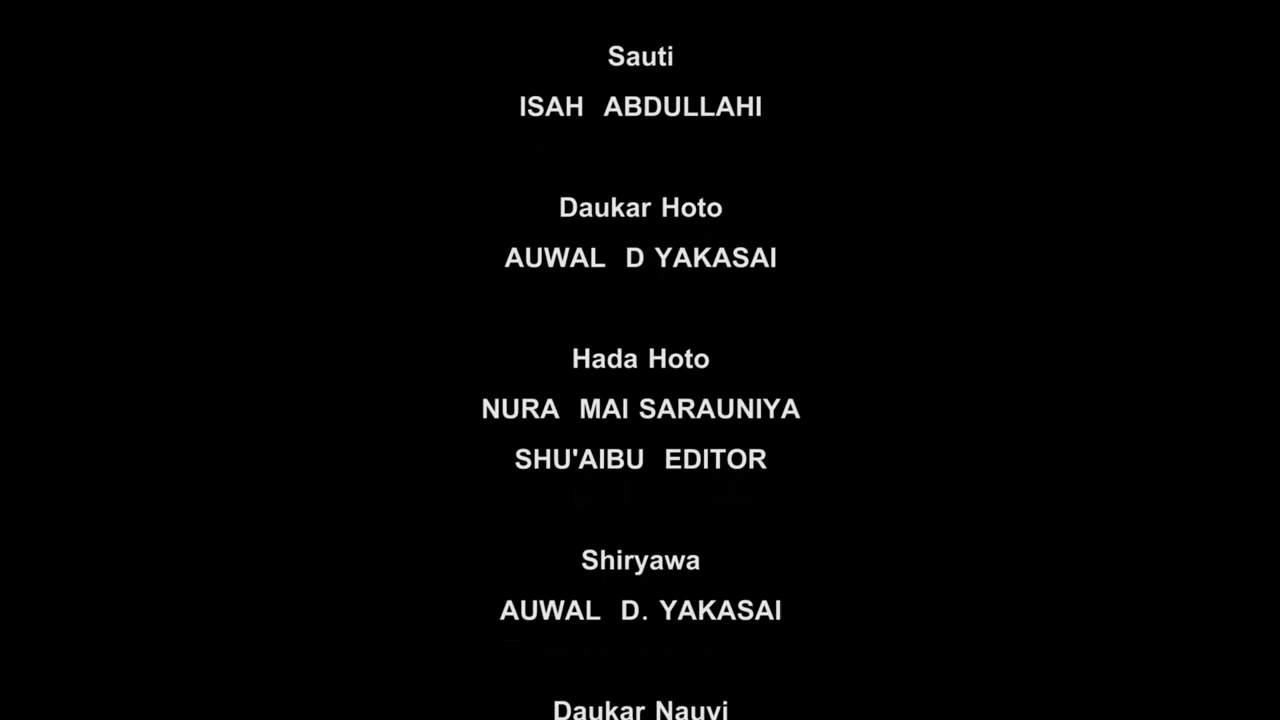 Sauti
ISAH ABDULLAHI
Daukar Hoto
AUWAL D YAKASAI
Hada Hoto
NURA MAI SARAUNIYA
SHU'AIBU EDITOR
Shiryawa
AUWAL D. YAKASAI
Daukar Nauyi